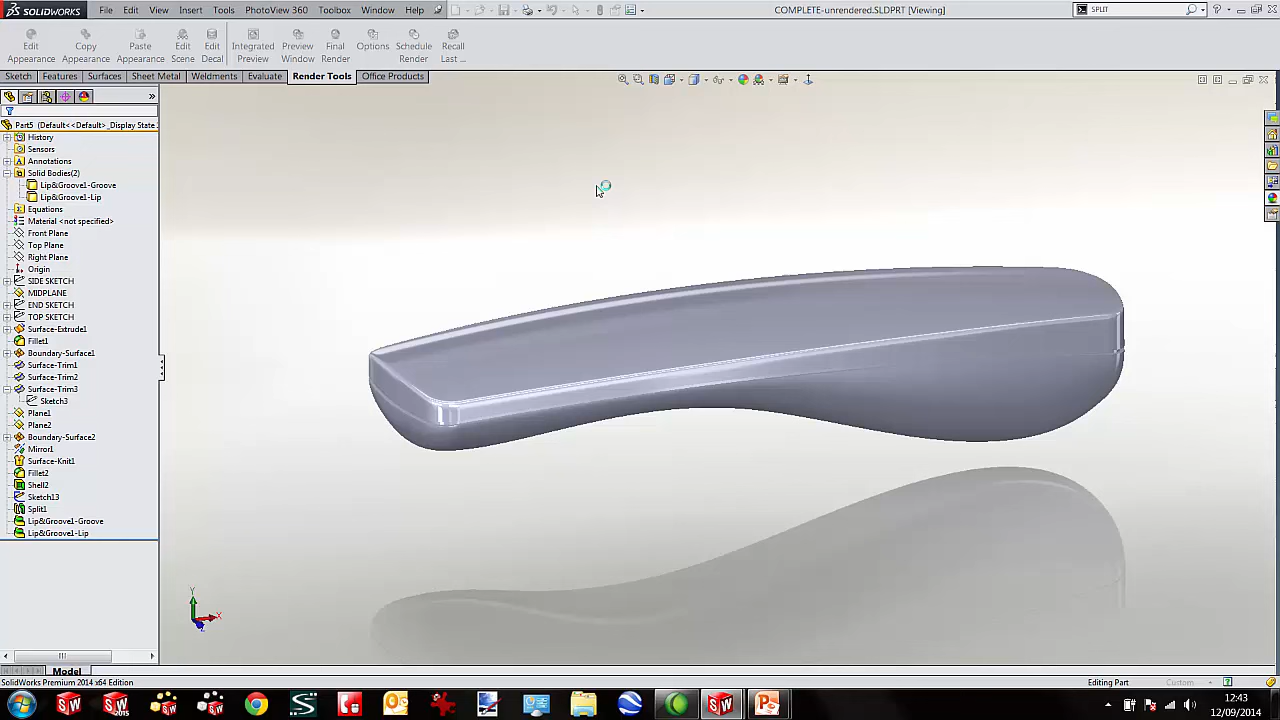 SOLIDWORKS File Edit View Insert Tools PhotoView 360 Toolbox Window Help COMPLETE-unrendered.SLDPRT [Viewing] SPLIT
Edit Appearance Copy Appearance Paste Appearance Edit Scene Edit Decal Integrated Preview Preview Window Final Render Options Schedule Render Recall Last ...
Sketch Features Surfaces Sheet Metal Weldments Evaluate Render Tools Office Products
Part5 (Default<<Default>_Display State
History
Sensors
Annotations
Solid Bodies(2)
Lip&Groove1-Groove
Lip&Groove1-Lip
Equations
Material <not specified>
Front Plane
Top Plane
Right Plane
Origin
SIDE SKETCH
MIDPLANE
END SKETCH
TOP SKETCH
Surface-Extrude1
Fillet1
Boundary-Surface1
Surface-Trim1
Surface-Trim2
Surface-Trim3
Sketch3
Plane1
Plane2
Boundary-Surface2
Mirror1
Surface-Knit1
Fillet2
Shell2
Sketch13
Split1
Lip&Groove1-Groove
Lip&Groove1-Lip
Y
X
Z
Model
SolidWorks Premium 2014 x64 Edition Editing Part Custom
12:43
12/09/2014